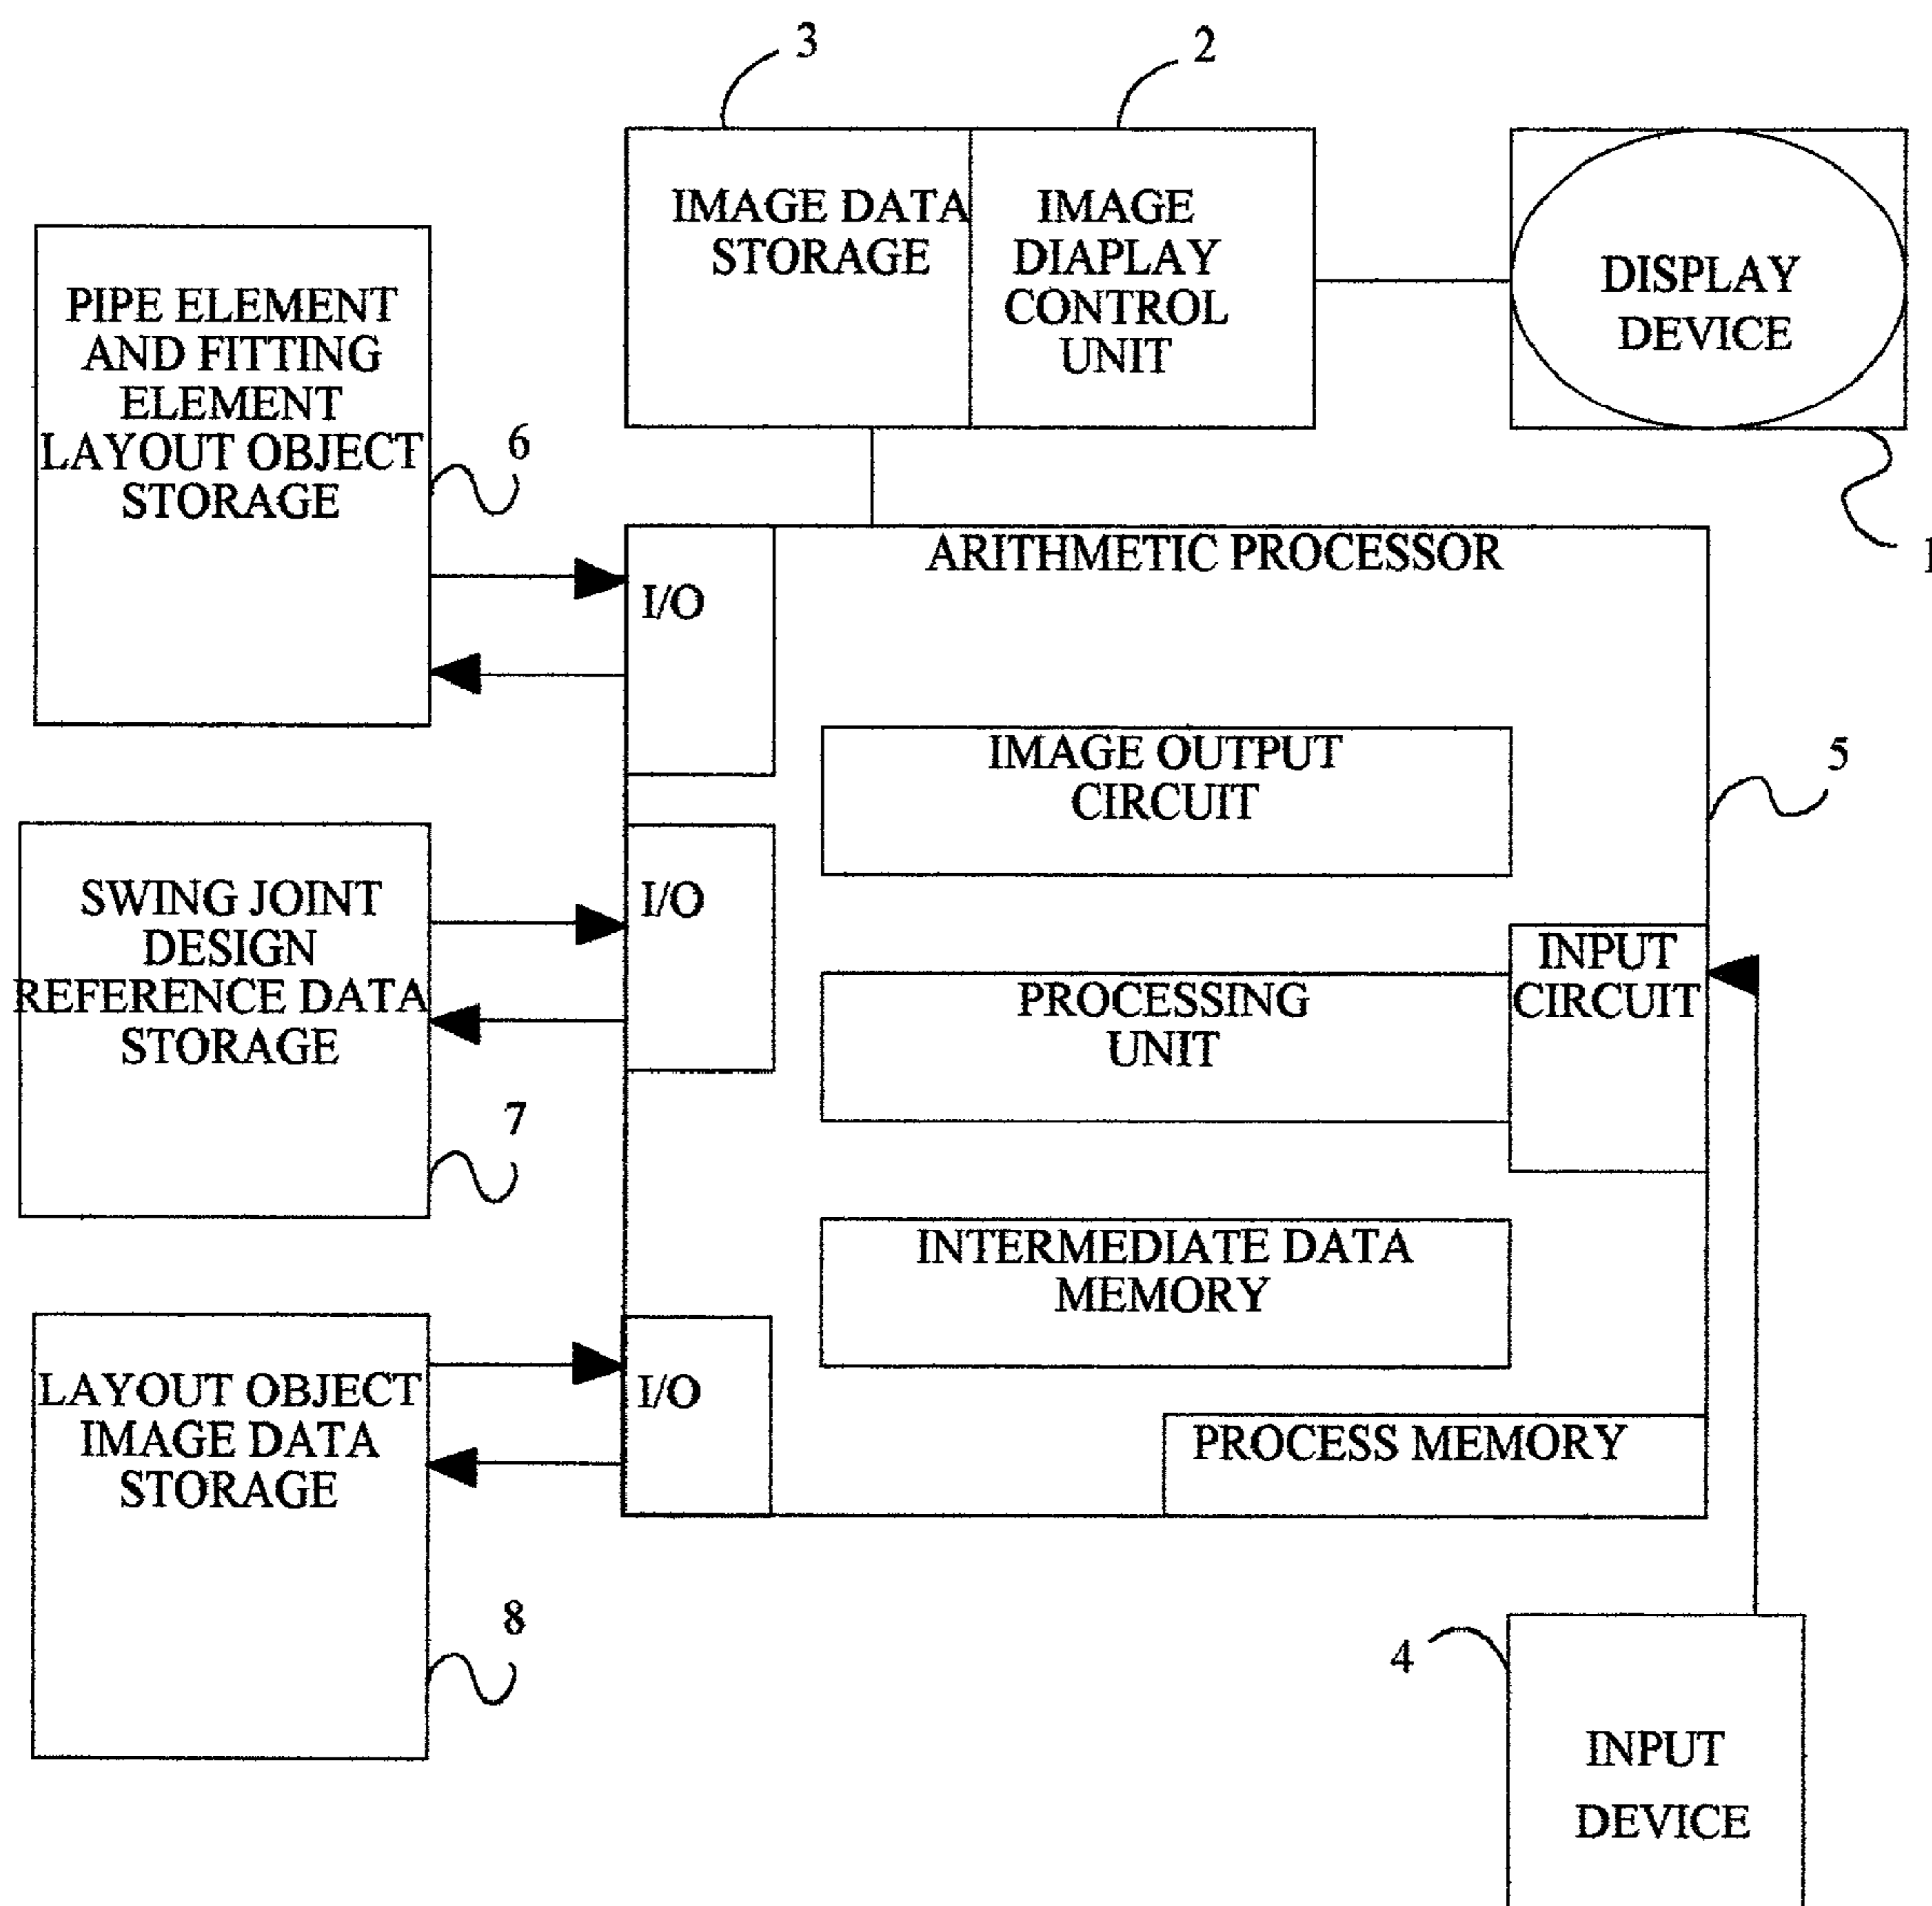 3
2
IMAGE DATA
STORAGE
IMAGE
DIAPLAY
CONTROL
UNIT
DISPLAY
DEVICE
1
PIPE ELEMENT
AND FITTING
ELEMENT
LAYOUT OBJECT
STORAGE
6
I/O
ARITHMETIC PROCESSOR
IMAGE OUTPUT
CIRCUIT
5
SWING JOINT
DESIGN
REFERENCE DATA
STORAGE
7
I/O
PROCESSING
UNIT
INPUT
CIRCUIT
INTERMEDIATE DATA
MEMORY
LAYOUT OBJECT
IMAGE DATA
STORAGE
8
I/O
PROCESS MEMORY
4
INPUT
DEVICE